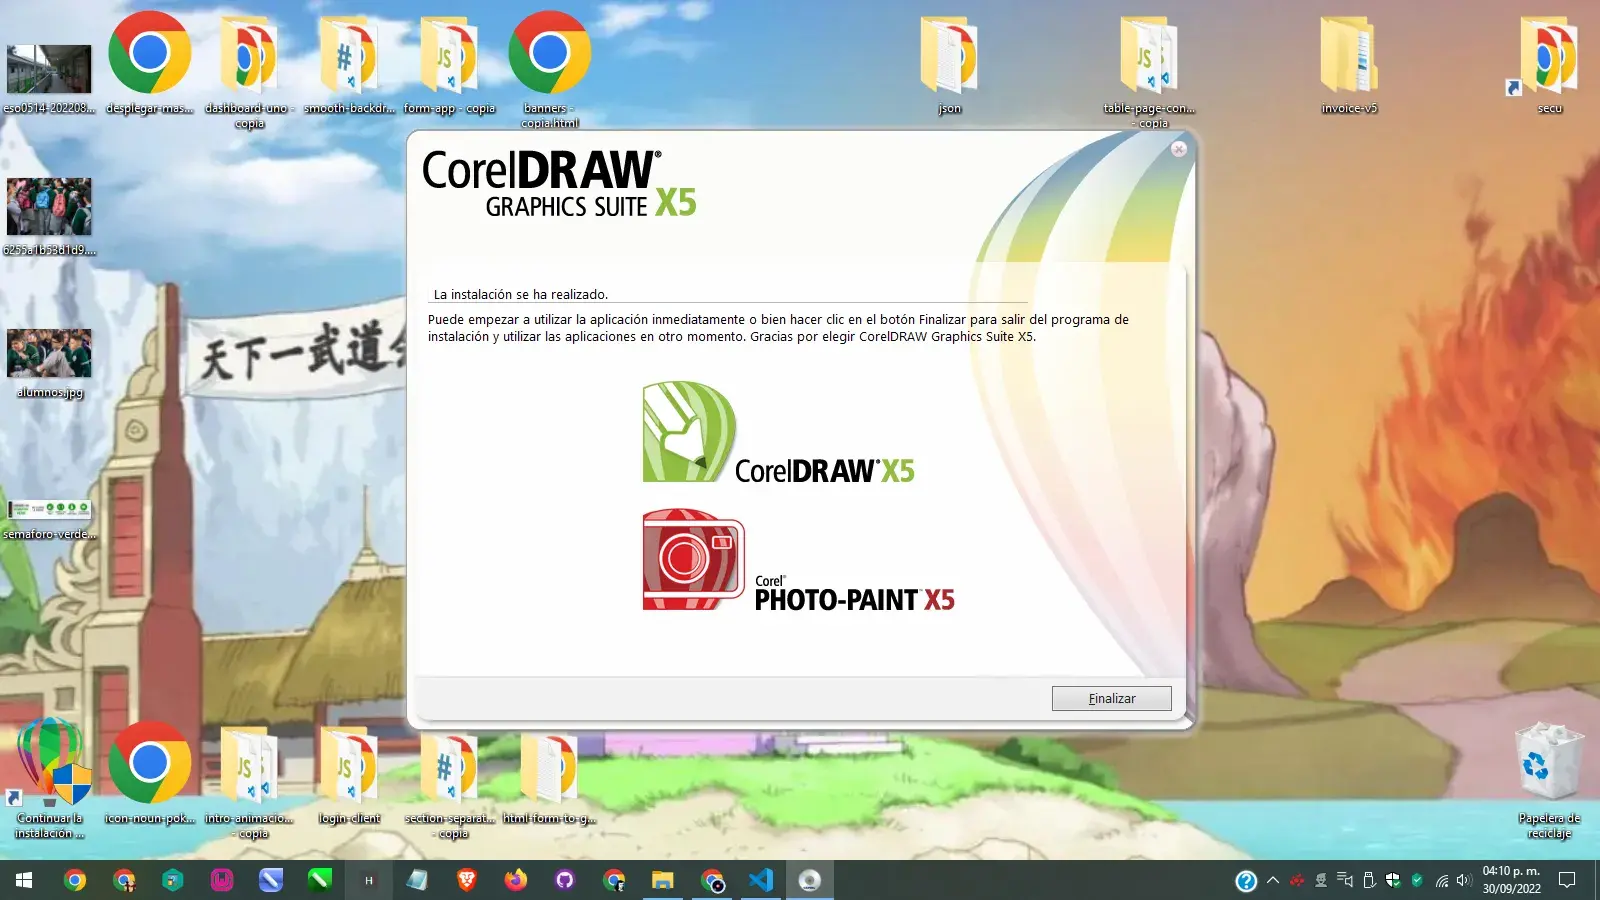 eso0514-202208...
desplegar-mas...
dashboard-uno -
copia
smooth-backdr...
form-app - copia
banners -
copia.html
json
table-page-con...
- copia
invoice-v5
secu
6255a1b53d1d9....
alumnos.jpg
semaforo-verde...
天下一武道会
CorelDRAW®
GRAPHICS SUITE X5
La instalación se ha realizado.
Puede empezar a utilizar la aplicación inmediatamente o bien hacer clic en el botón Finalizar para salir del programa de
instalación y utilizar las aplicaciones en otro momento. Gracias por elegir CorelDRAW Graphics Suite X5.
CorelDRAW® X5
Corel®
PHOTO-PAINT™ X5
Finalizar
Continuar la
instalación ...
icon-noun-pok...
intro-animacio...
- copia
login-client
section-separat...
- copia
html-form-to-g...
Papelera de
reciclaje
H
04:10 p. m.
30/09/2022